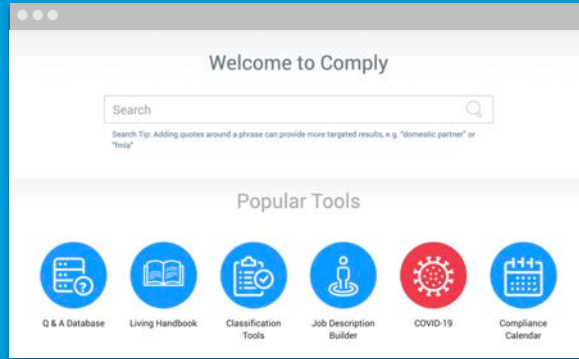 Welcome to Comply
Search
Search Tip: Adding quotes around a phrase can provide more targeted results, e.g. "domestic partner" or
"fmla"
Popular Tools
Q & A Database
Living Handbook
Classification
Tools
Job Description
Builder
COVID-19
Compliance
Calendar